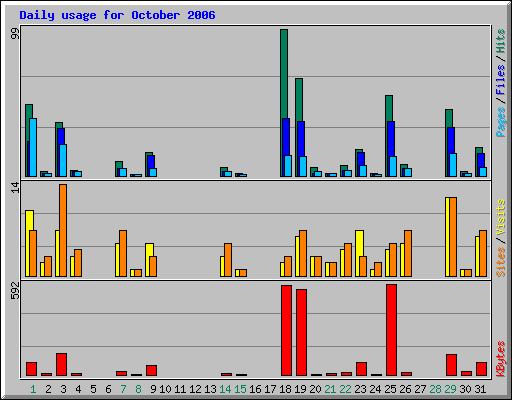 Daily usage for October 2006
99
Pages / Files / Hits
14
Sites / Visits
592
KBytes
1 2 3 4 5 6 7 8 9 10 11 12 13 14 15 16 17 18 19 20 21 22 23 24 25 26 27 28 29 30 31